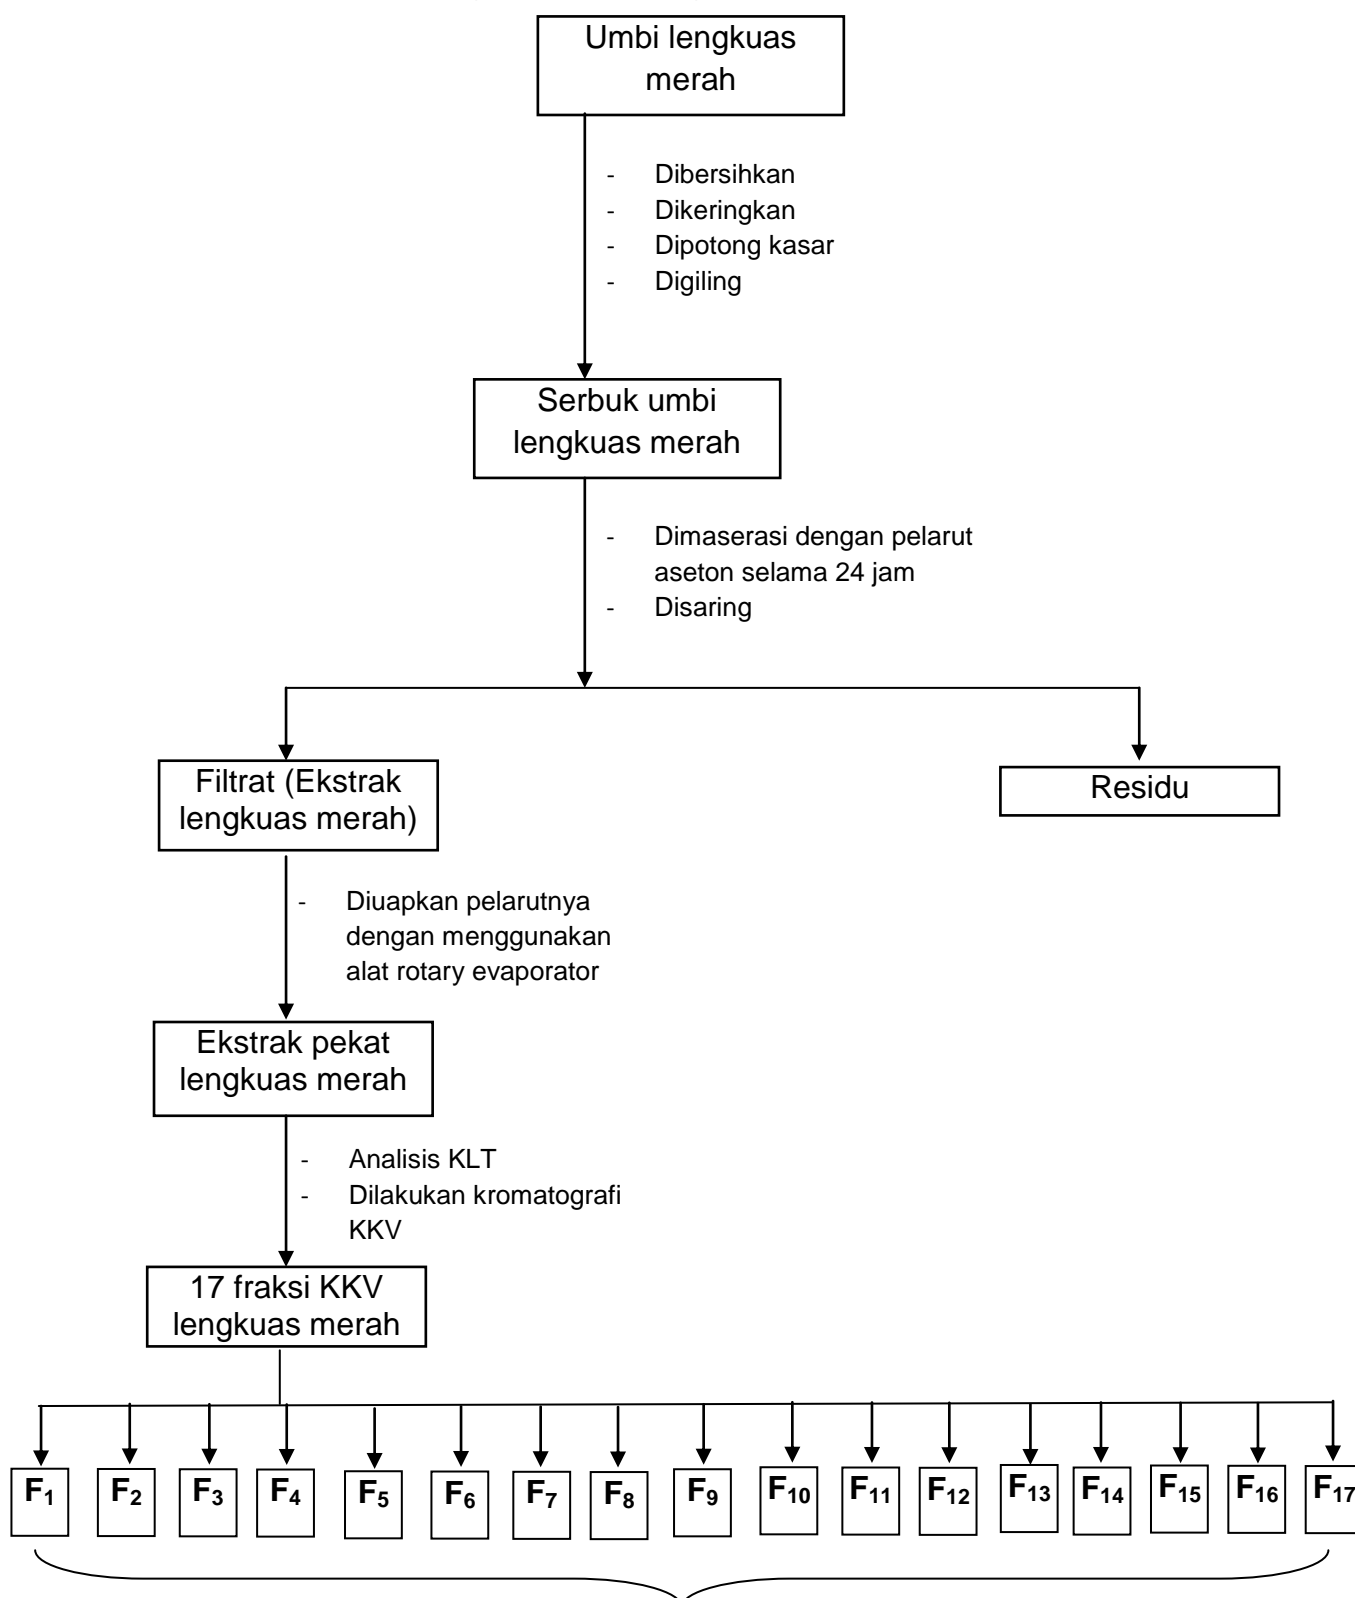 Umbi lengkuas
merah
- Dibersihkan
- Dikeringkan
- Dipotong kasar
- Digiling
Serbuk umbi
lengkuas merah
- Dimaserasi dengan pelarut
aseton selama 24 jam
- Disaring
Filtrat (Ekstrak
lengkuas merah)
Residu
- Diuapkan pelarutnya
dengan menggunakan
alat rotary evaporator
Ekstrak pekat
lengkuas merah
- Analisis KLT
- Dilakukan kromatografi
KKV
17 fraksi KKV
lengkuas merah
F₁ F₂ F₃ F₄ F₅ F₆ F₇ F₈ F₉ F₁₀ F₁₁ F₁₂ F₁₃ F₁₄ F₁₅ F₁₆ F₁₇